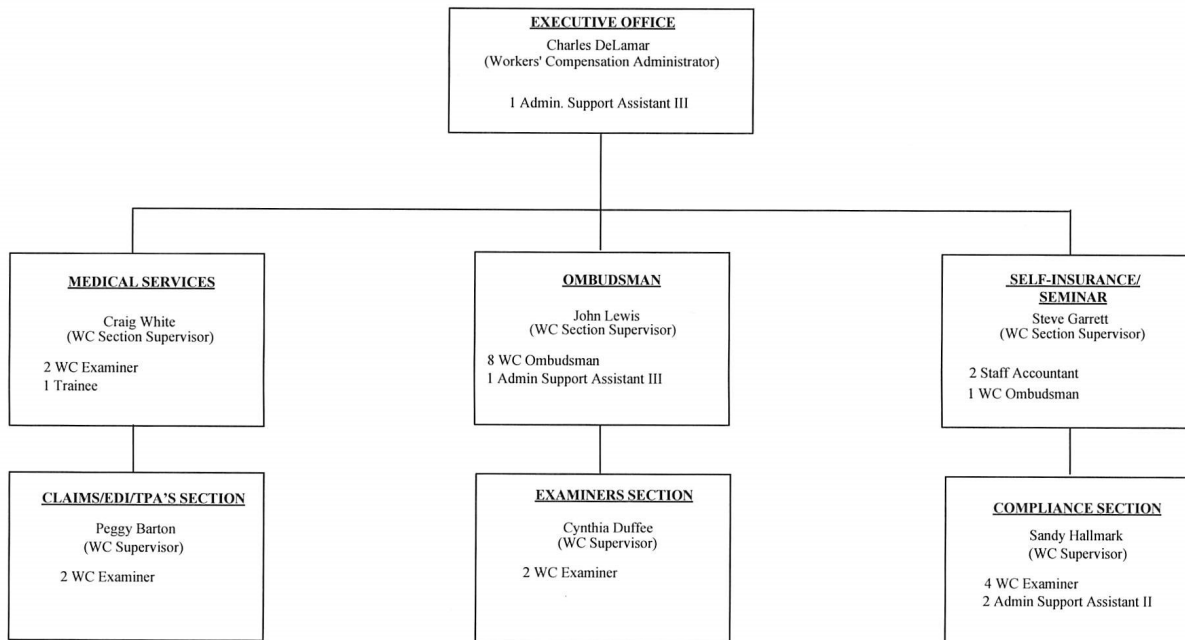 EXECUTIVE OFFICE
Charles DeLamar
(Workers' Compensation Administrator)
1 Admin. Support Assistant III
MEDICAL SERVICES
Craig White
(WC Section Supervisor)
2 WC Examiner
1 Trainee
OMBUDSMAN
John Lewis
(WC Section Supervisor)
8 WC Ombudsman
1 Admin Support Assistant III
SELF-INSURANCE/
SEMINAR
Steve Garrett
(WC Section Supervisor)
2 Staff Accountant
1 WC Ombudsman
CLAIMS/EDI/TPA'S SECTION
Peggy Barton
(WC Supervisor)
2 WC Examiner
EXAMINERS SECTION
Cynthia Duffee
(WC Supervisor)
2 WC Examiner
COMPLIANCE SECTION
Sandy Hallmark
(WC Supervisor)
4 WC Examiner
2 Admin Support Assistant II